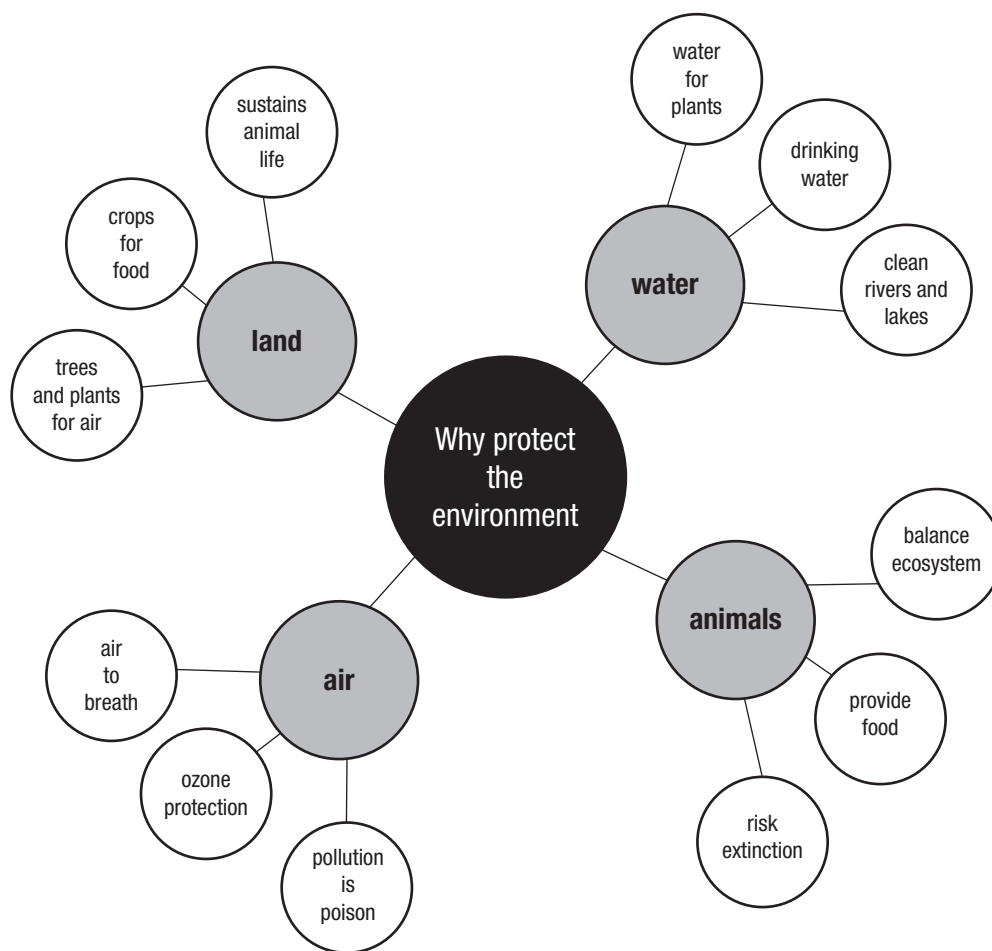 Why protect
the
environment
land
sustains
animal
life
crops
for
food
trees
and plants
for air
water
water
for
plants
drinking
water
clean
rivers and
lakes
animals
balance
ecosystem
provide
food
risk
extinction
air
air
to
breath
ozone
protection
pollution
is
poison